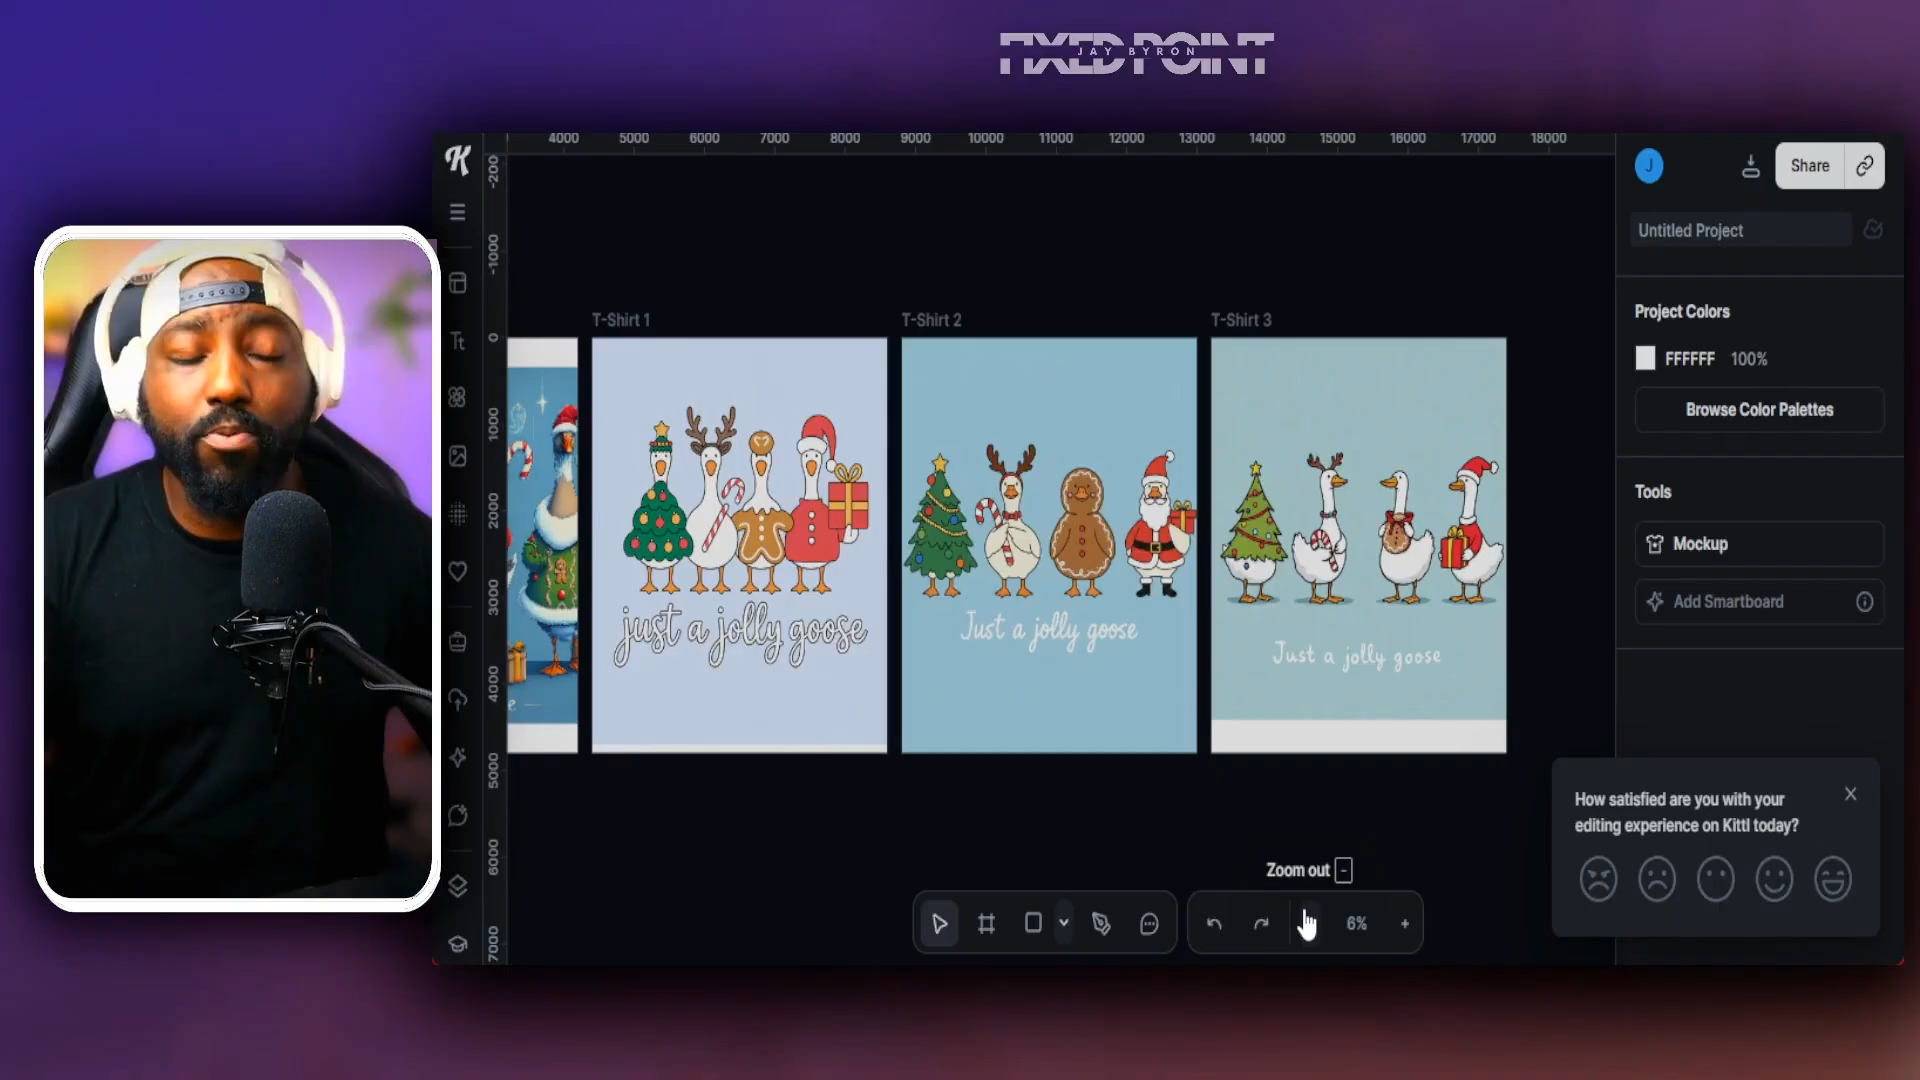 FIXED POINT
JAY BYRON
4000 5000 6000 7000 8000 9000 10000 11000 12000 13000 14000 15000 16000 17000 18000
-2000
-1000
0
1000
2000
3000
4000
5000
6000
7000
K
Tt
T-Shirt 1
T-Shirt 2
T-Shirt 3
just a jolly goose
Just a jolly goose
Just a jolly goose
J
Share
Untitled Project
Project Colors
FFFFFF 100%
Browse Color Palettes
Tools
Mockup
Add Smartboard
How satisfied are you with your
editing experience on Kittl today?
Zoom out -
6% +